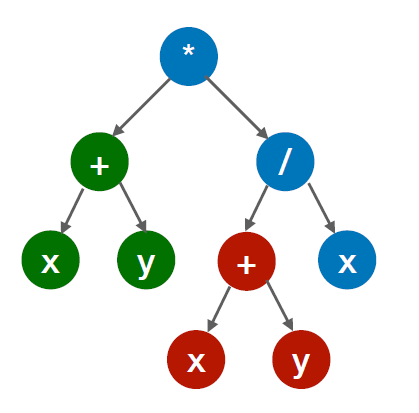 *
+ /
x y + x
x y